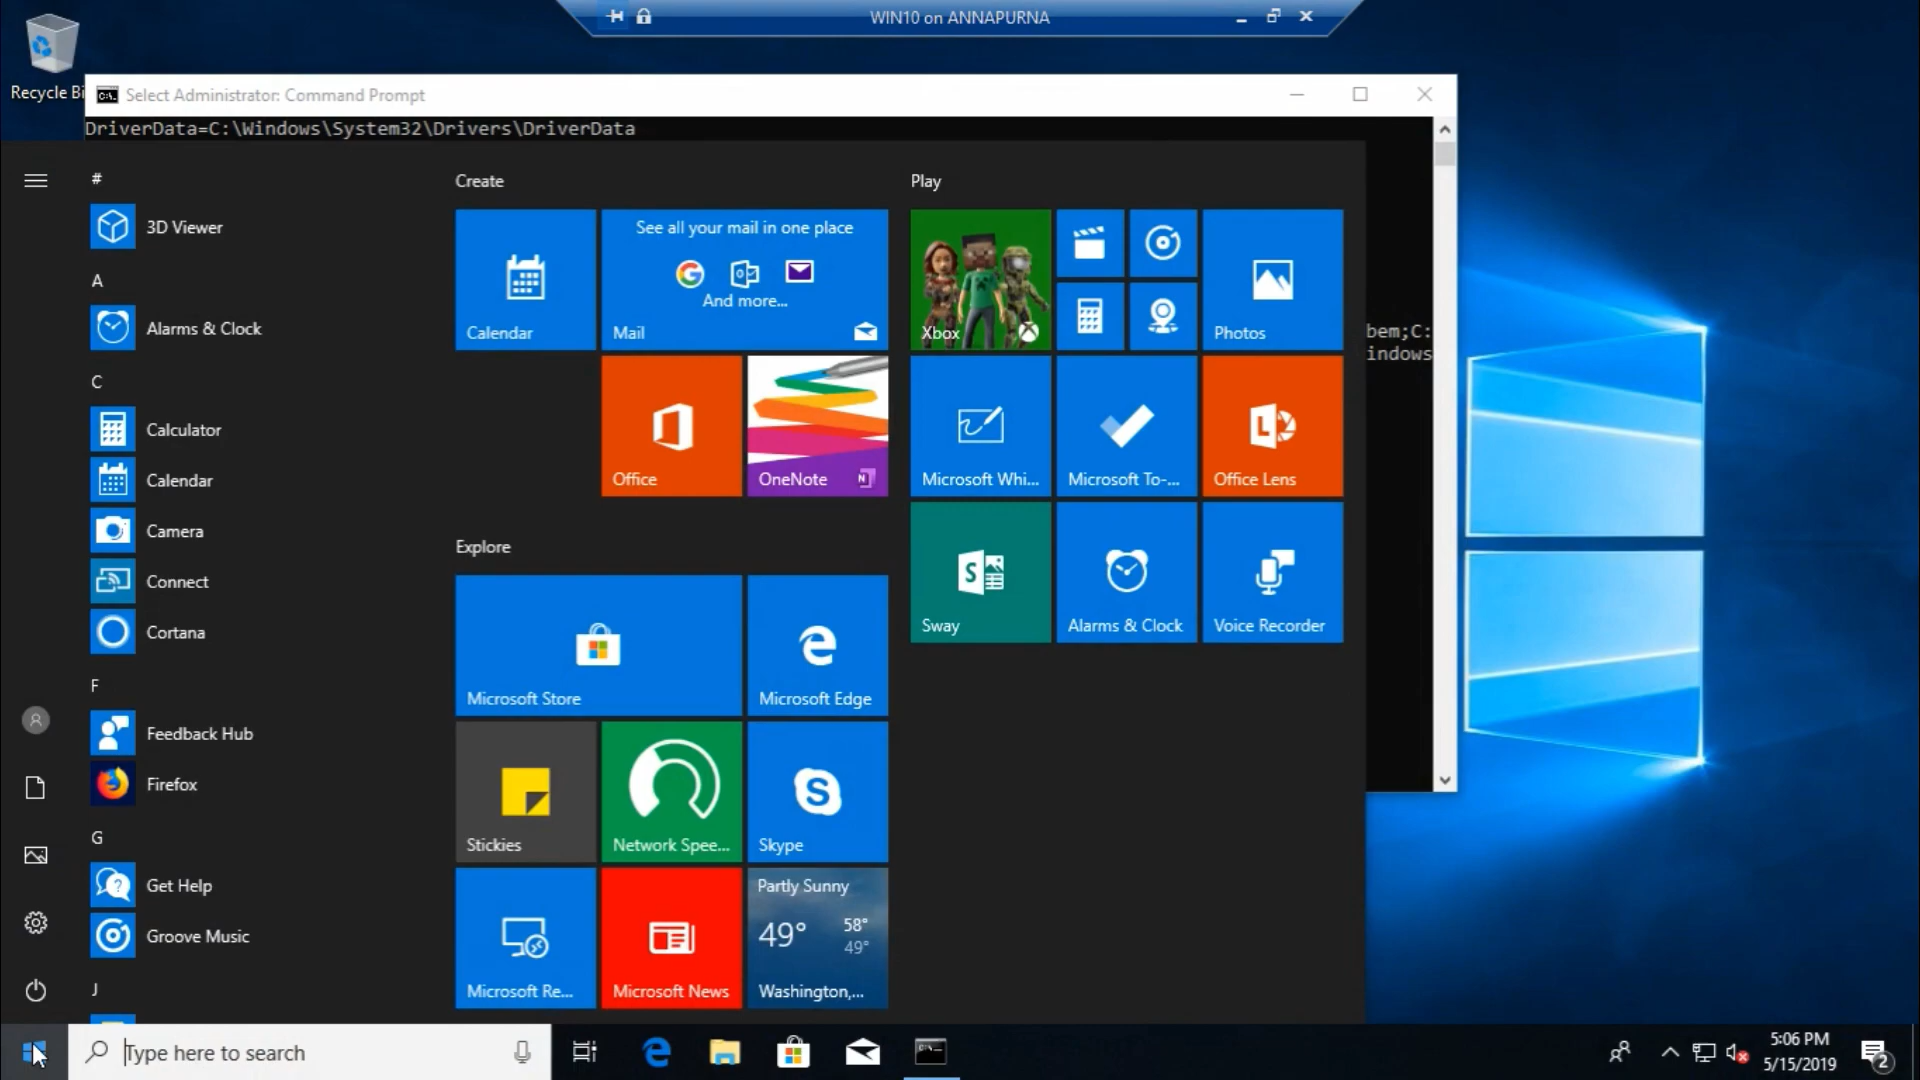 WIN10 on ANNAPURNA
Recycle Bi
Select Administrator: Command Prompt
DriverData=C:\Windows\System32\Drivers\DriverData
bem;C:
indows
#
3D Viewer
A
Alarms & Clock
C
Calculator
Calendar
Camera
Connect
Cortana
F
Feedback Hub
Firefox
G
Get Help
Groove Music
J
Create
Calendar
See all your mail in one place
And more...
Mail
Office
OneNote
Explore
Microsoft Store
Microsoft Edge
Stickies
Network Spee...
Skype
Microsoft Re...
Microsoft News
Partly Sunny
49° 58°
49°
Washington,...
Play
Xbox
Photos
Microsoft Whi...
Microsoft To-...
Office Lens
Sway
Alarms & Clock
Voice Recorder
Type here to search
5:06 PM
5/15/2019
2